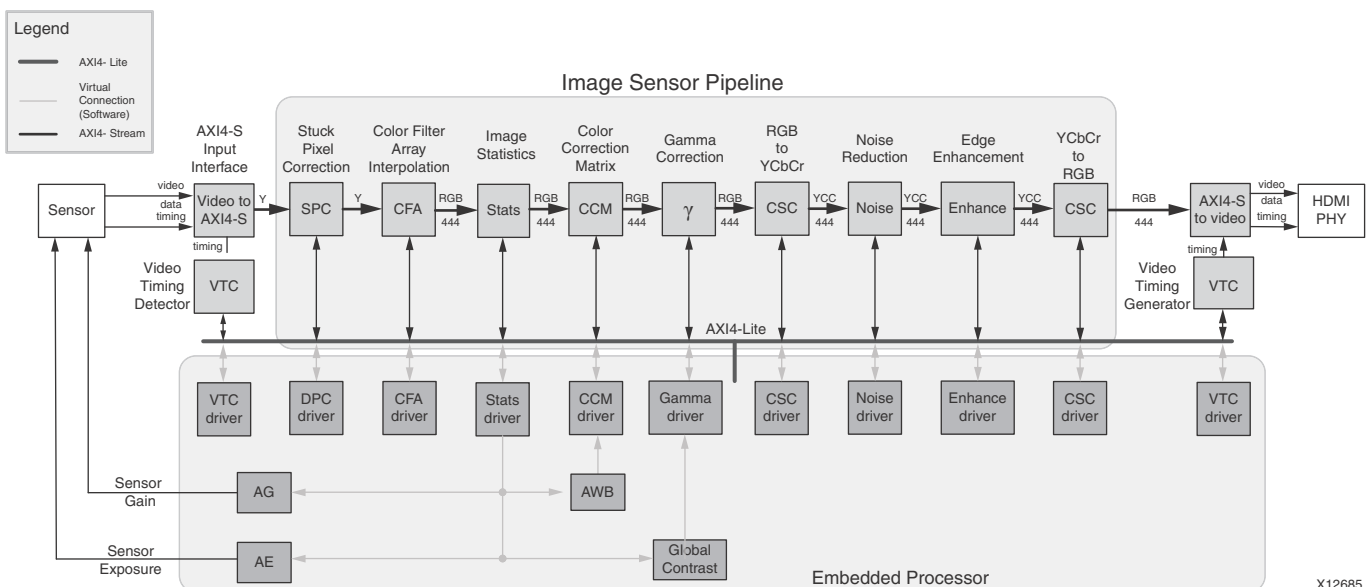 Legend
AXI4- Lite
Virtual
Connection
(Software)
AXI4- Stream
Image Sensor Pipeline
AXI4-S
Input
Interface
Stuck
Pixel
Correction
Color Filter
Array
Interpolation
Image
Statistics
Color
Correction
Matrix
Gamma
Correction
RGB
to
YCbCr
Noise
Reduction
Edge
Enhancement
YCbCr
to
RGB
Sensor
video
data
timing
Video to
AXI4-S
Y
SPC
Y
CFA
RGB
444
Stats
RGB
444
CCM
RGB
444
γ
RGB
444
CSC
YCC
444
Noise
YCC
444
Enhance
YCC
444
CSC
RGB
444
AXI4-S
to video
video
data
timing
HDMI
PHY
timing
Video
Timing
Detector
VTC
timing
Video
Timing
Generator
VTC
AXI4-Lite
VTC
driver
DPC
driver
CFA
driver
Stats
driver
CCM
driver
Gamma
driver
CSC
driver
Noise
driver
Enhance
driver
CSC
driver
VTC
driver
Sensor
Gain
AG
AWB
Sensor
Exposure
AE
Global
Contrast
Embedded Processor
X12685